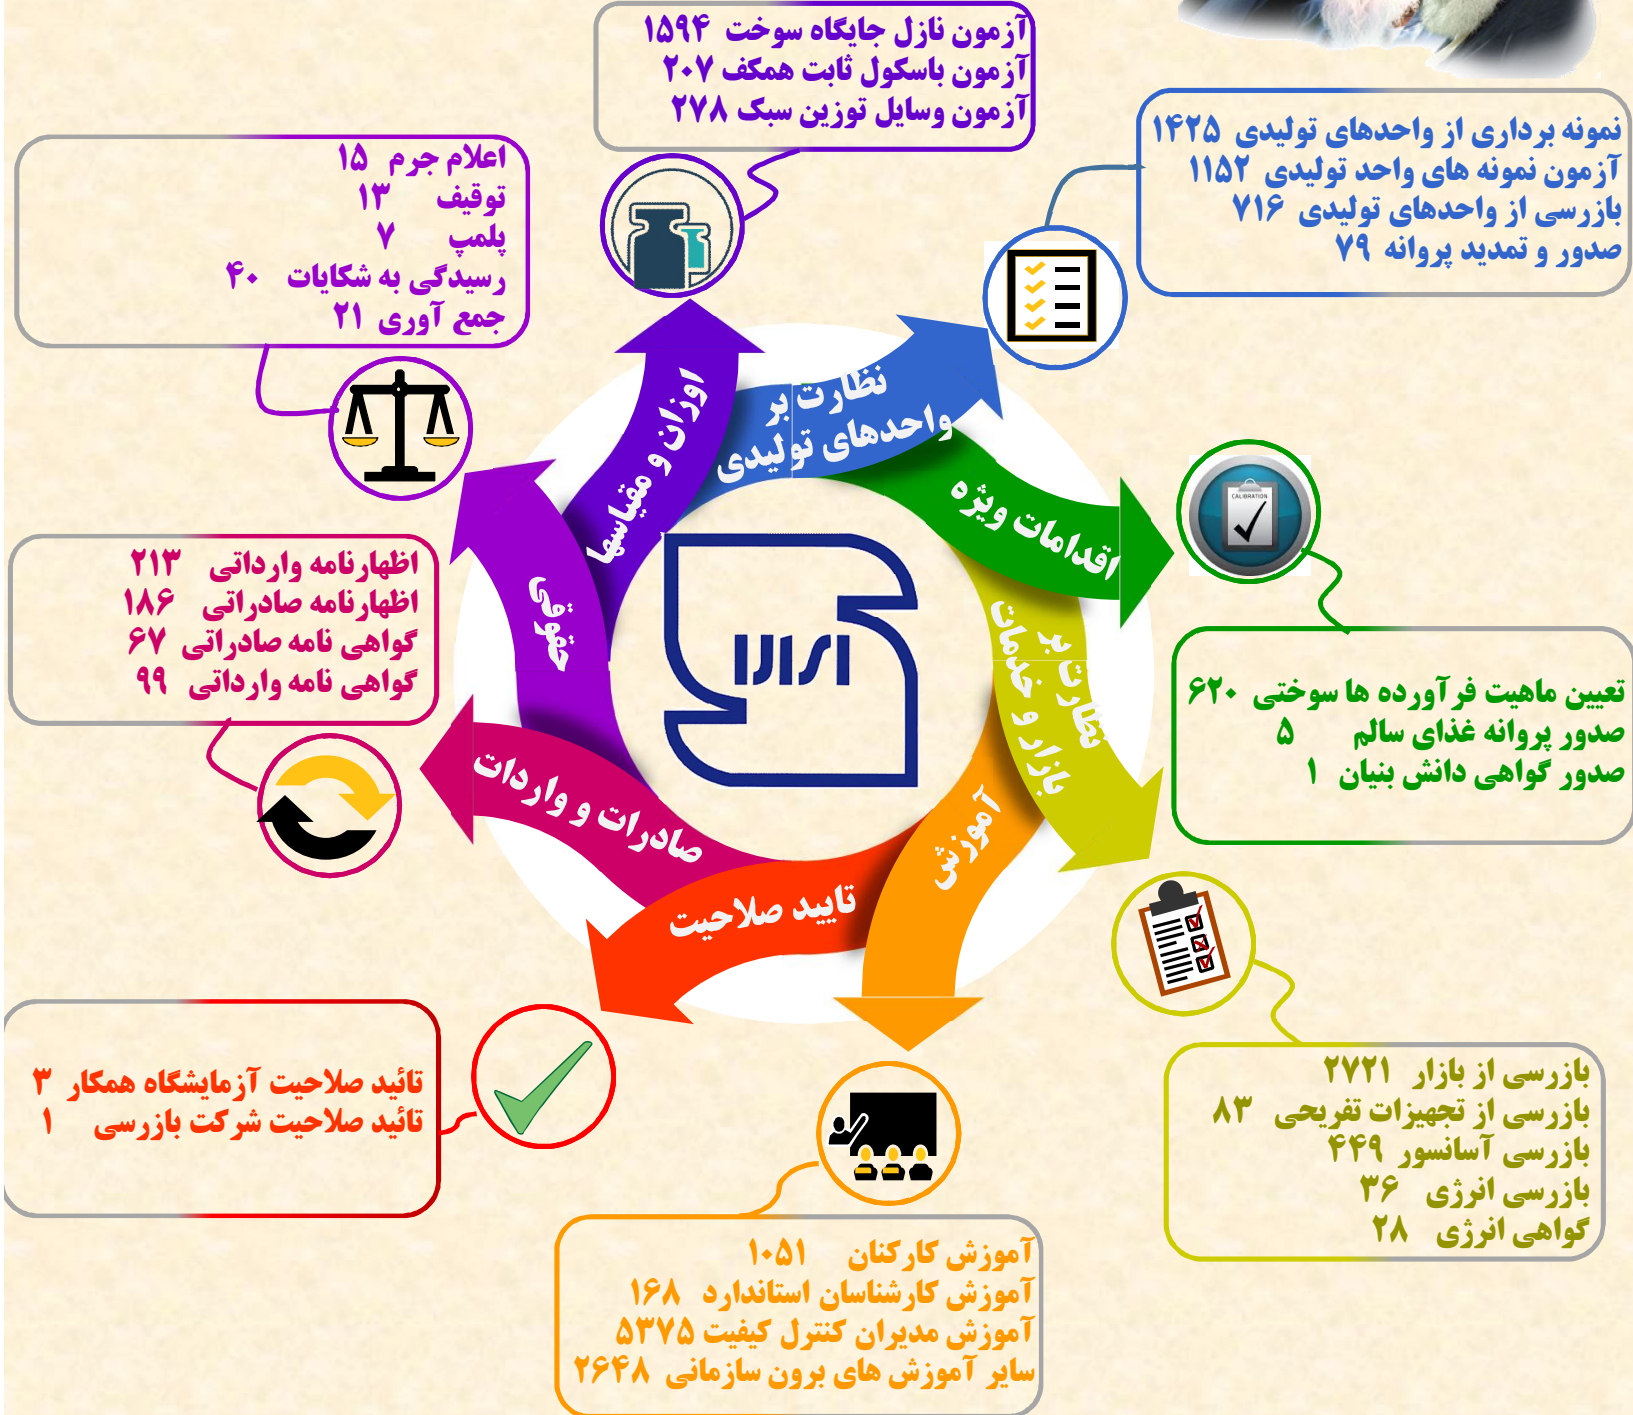 آزمون نازل جایگاه سوخت ۱۵۹۴
آزمون باسکول ثابت همکف ۲۰۷
آزمون وسایل توزین سبک ۲۷۸
نمونه برداری از واحدهای تولیدی ۱۴۲۵
آزمون نمونه های واحد تولیدی ۱۱۵۲
بازرسی از واحدهای تولیدی ۷۱۶
صدور و تمدید پروانه ۷۹
اعلام جرم ۱۵
توقیف ۱۳
پلمپ ۷
رسیدگی به شکایات ۴۰
جمع آوری ۲۱
نظارت بر
واحدهای تولیدی
اوزان و مقیاسها
اقدامات ویژه
CALIBRATION
حقوقی
نظارت بر
بازار و خدمات
اظهارنامه وارداتی ۲۱۳
اظهارنامه صادراتی ۱۸۶
گواهی نامه صادراتی ۶۷
گواهی نامه وارداتی ۹۹
تعیین ماهیت فرآورده ها سوختی ۶۲۰
صدور پروانه غذای سالم ۵
صدور گواهی دانش بنیان ۱
صادرات و واردات
آموزش
تایید صلاحیت
تائید صلاحیت آزمایشگاه همکار ۳
تائید صلاحیت شرکت بازرسی ۱
بازرسی از بازار ۲۷۲۱
بازرسی از تجهیزات تفریحی ۸۳
بازرسی آسانسور ۴۴۹
بازرسی انرژی ۳۶
گواهی انرژی ۲۸
آموزش کارکنان ۱۰۵۱
آموزش کارشناسان استاندارد ۱۶۸
آموزش مدیران کنترل کیفیت ۵۳۷۵
سایر آموزش های برون سازمانی ۲۶۴۸